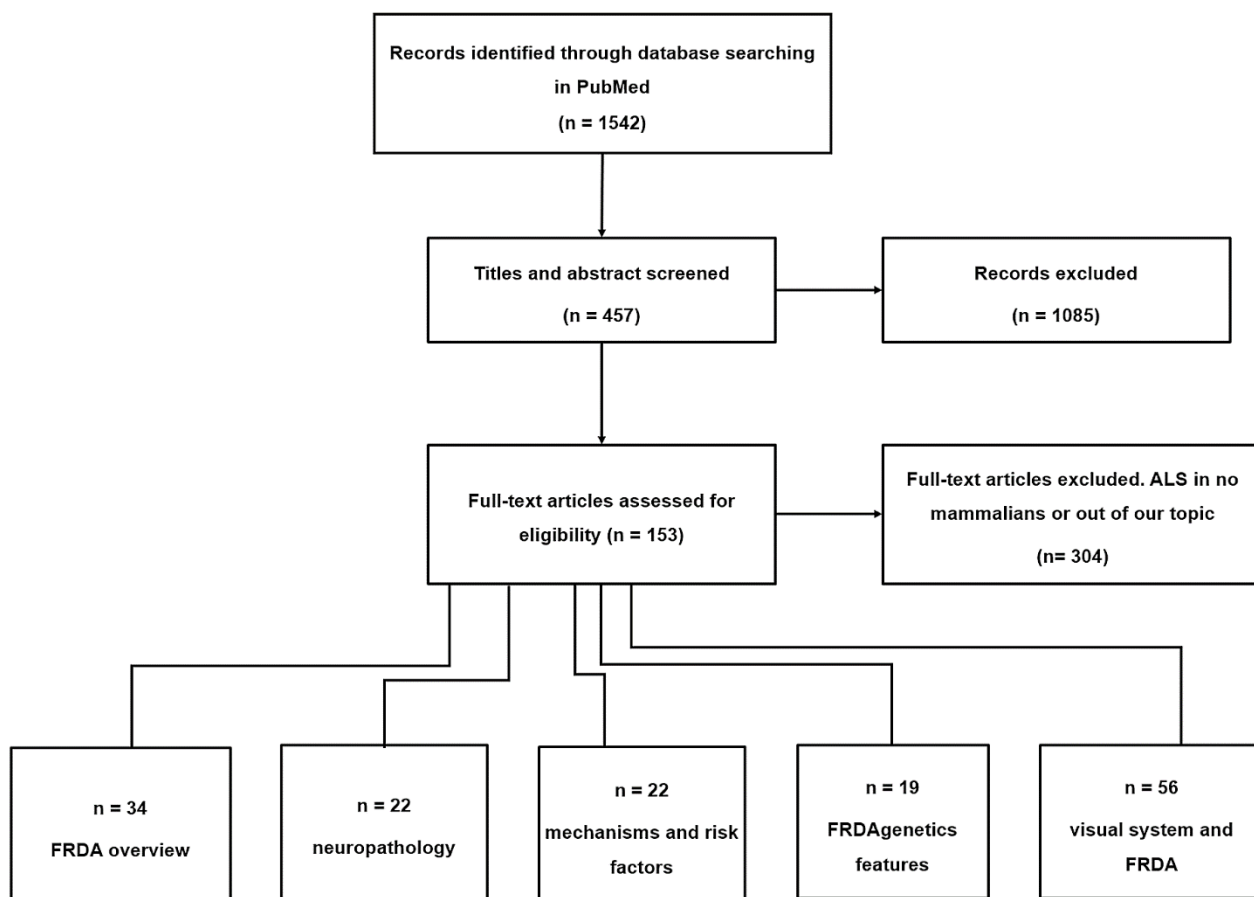 Records identified through database searching
in PubMed
(n = 1542)
Titles and abstract screened
(n = 457)
Records excluded
(n = 1085)
Full-text articles assessed for
eligibility (n = 153)
Full-text articles excluded. ALS in no
mammalians or out of our topic
(n= 304)
n = 34
FRDA overview
n = 22
neuropathology
n = 22
mechanisms and risk
factors
n = 19
FRDAgenetics
features
n = 56
visual system and
FRDA